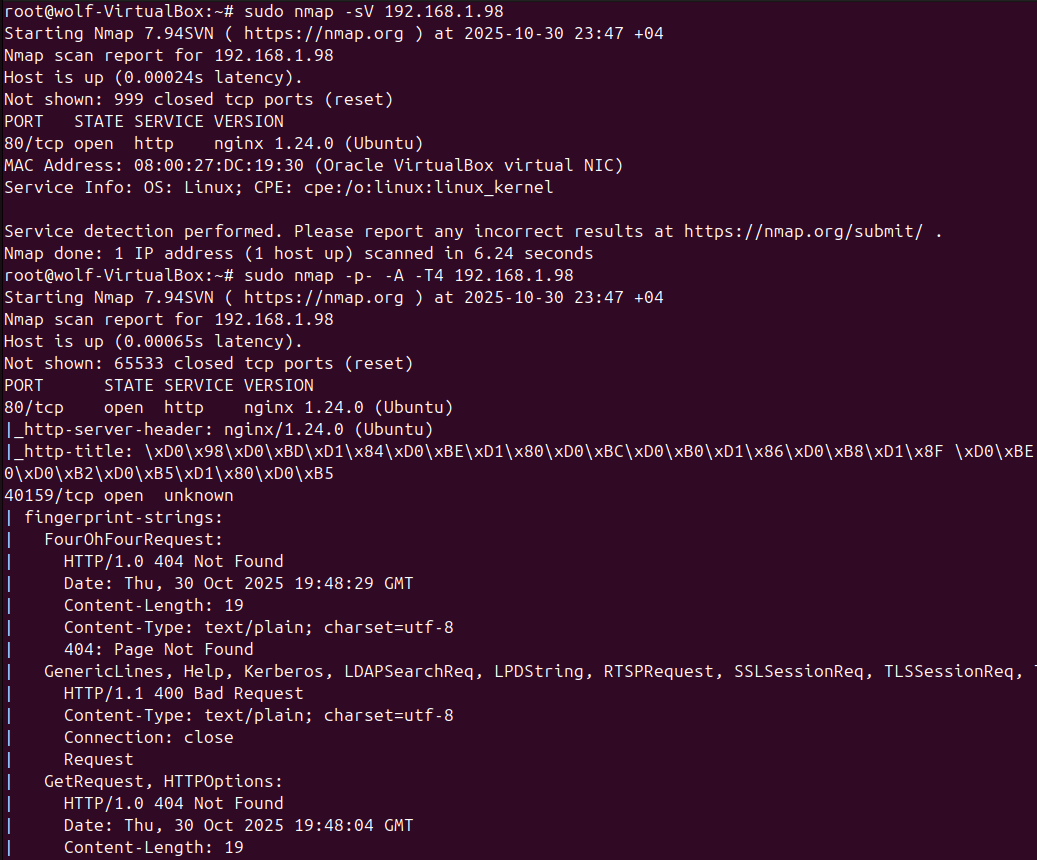 root@wolf-VirtualBox:~# sudo nmap -sV 192.168.1.98
Starting Nmap 7.94SVN ( https://nmap.org ) at 2025-10-30 23:47 +04
Nmap scan report for 192.168.1.98
Host is up (0.00024s latency).
Not shown: 999 closed tcp ports (reset)
PORT   STATE SERVICE VERSION
80/tcp open  http    nginx 1.24.0 (Ubuntu)
MAC Address: 08:00:27:DC:19:30 (Oracle VirtualBox virtual NIC)
Service Info: OS: Linux; CPE: cpe:/o:linux:linux_kernel

Service detection performed. Please report any incorrect results at https://nmap.org/submit/ .
Nmap done: 1 IP address (1 host up) scanned in 6.24 seconds
root@wolf-VirtualBox:~# sudo nmap -p- -A -T4 192.168.1.98
Starting Nmap 7.94SVN ( https://nmap.org ) at 2025-10-30 23:47 +04
Nmap scan report for 192.168.1.98
Host is up (0.00065s latency).
Not shown: 65533 closed tcp ports (reset)
PORT      STATE SERVICE VERSION
80/tcp    open  http    nginx 1.24.0 (Ubuntu)
|_http-server-header: nginx/1.24.0 (Ubuntu)
|_http-title: \xD0\x98\xD0\xBD\xD1\x84\xD0\xBE\xD1\x80\xD0\xBC\xD0\xB0\xD1\x86\xD0\xB8\xD1\x8F \xD0\xBE
0\xD0\xB2\xD0\xB5\xD1\x80\xD0\xB5
40159/tcp open  unknown
| fingerprint-strings:
|   FourOhFourRequest:
|     HTTP/1.0 404 Not Found
|     Date: Thu, 30 Oct 2025 19:48:29 GMT
|     Content-Length: 19
|     Content-Type: text/plain; charset=utf-8
|     404: Page Not Found
|   GenericLines, Help, Kerberos, LDAPSearchReq, LPDString, RTSPRequest, SSLSessionReq, TLSSessionReq,
|     HTTP/1.1 400 Bad Request
|     Content-Type: text/plain; charset=utf-8
|     Connection: close
|     Request
|   GetRequest, HTTPOptions:
|     HTTP/1.0 404 Not Found
|     Date: Thu, 30 Oct 2025 19:48:04 GMT
|     Content-Length: 19